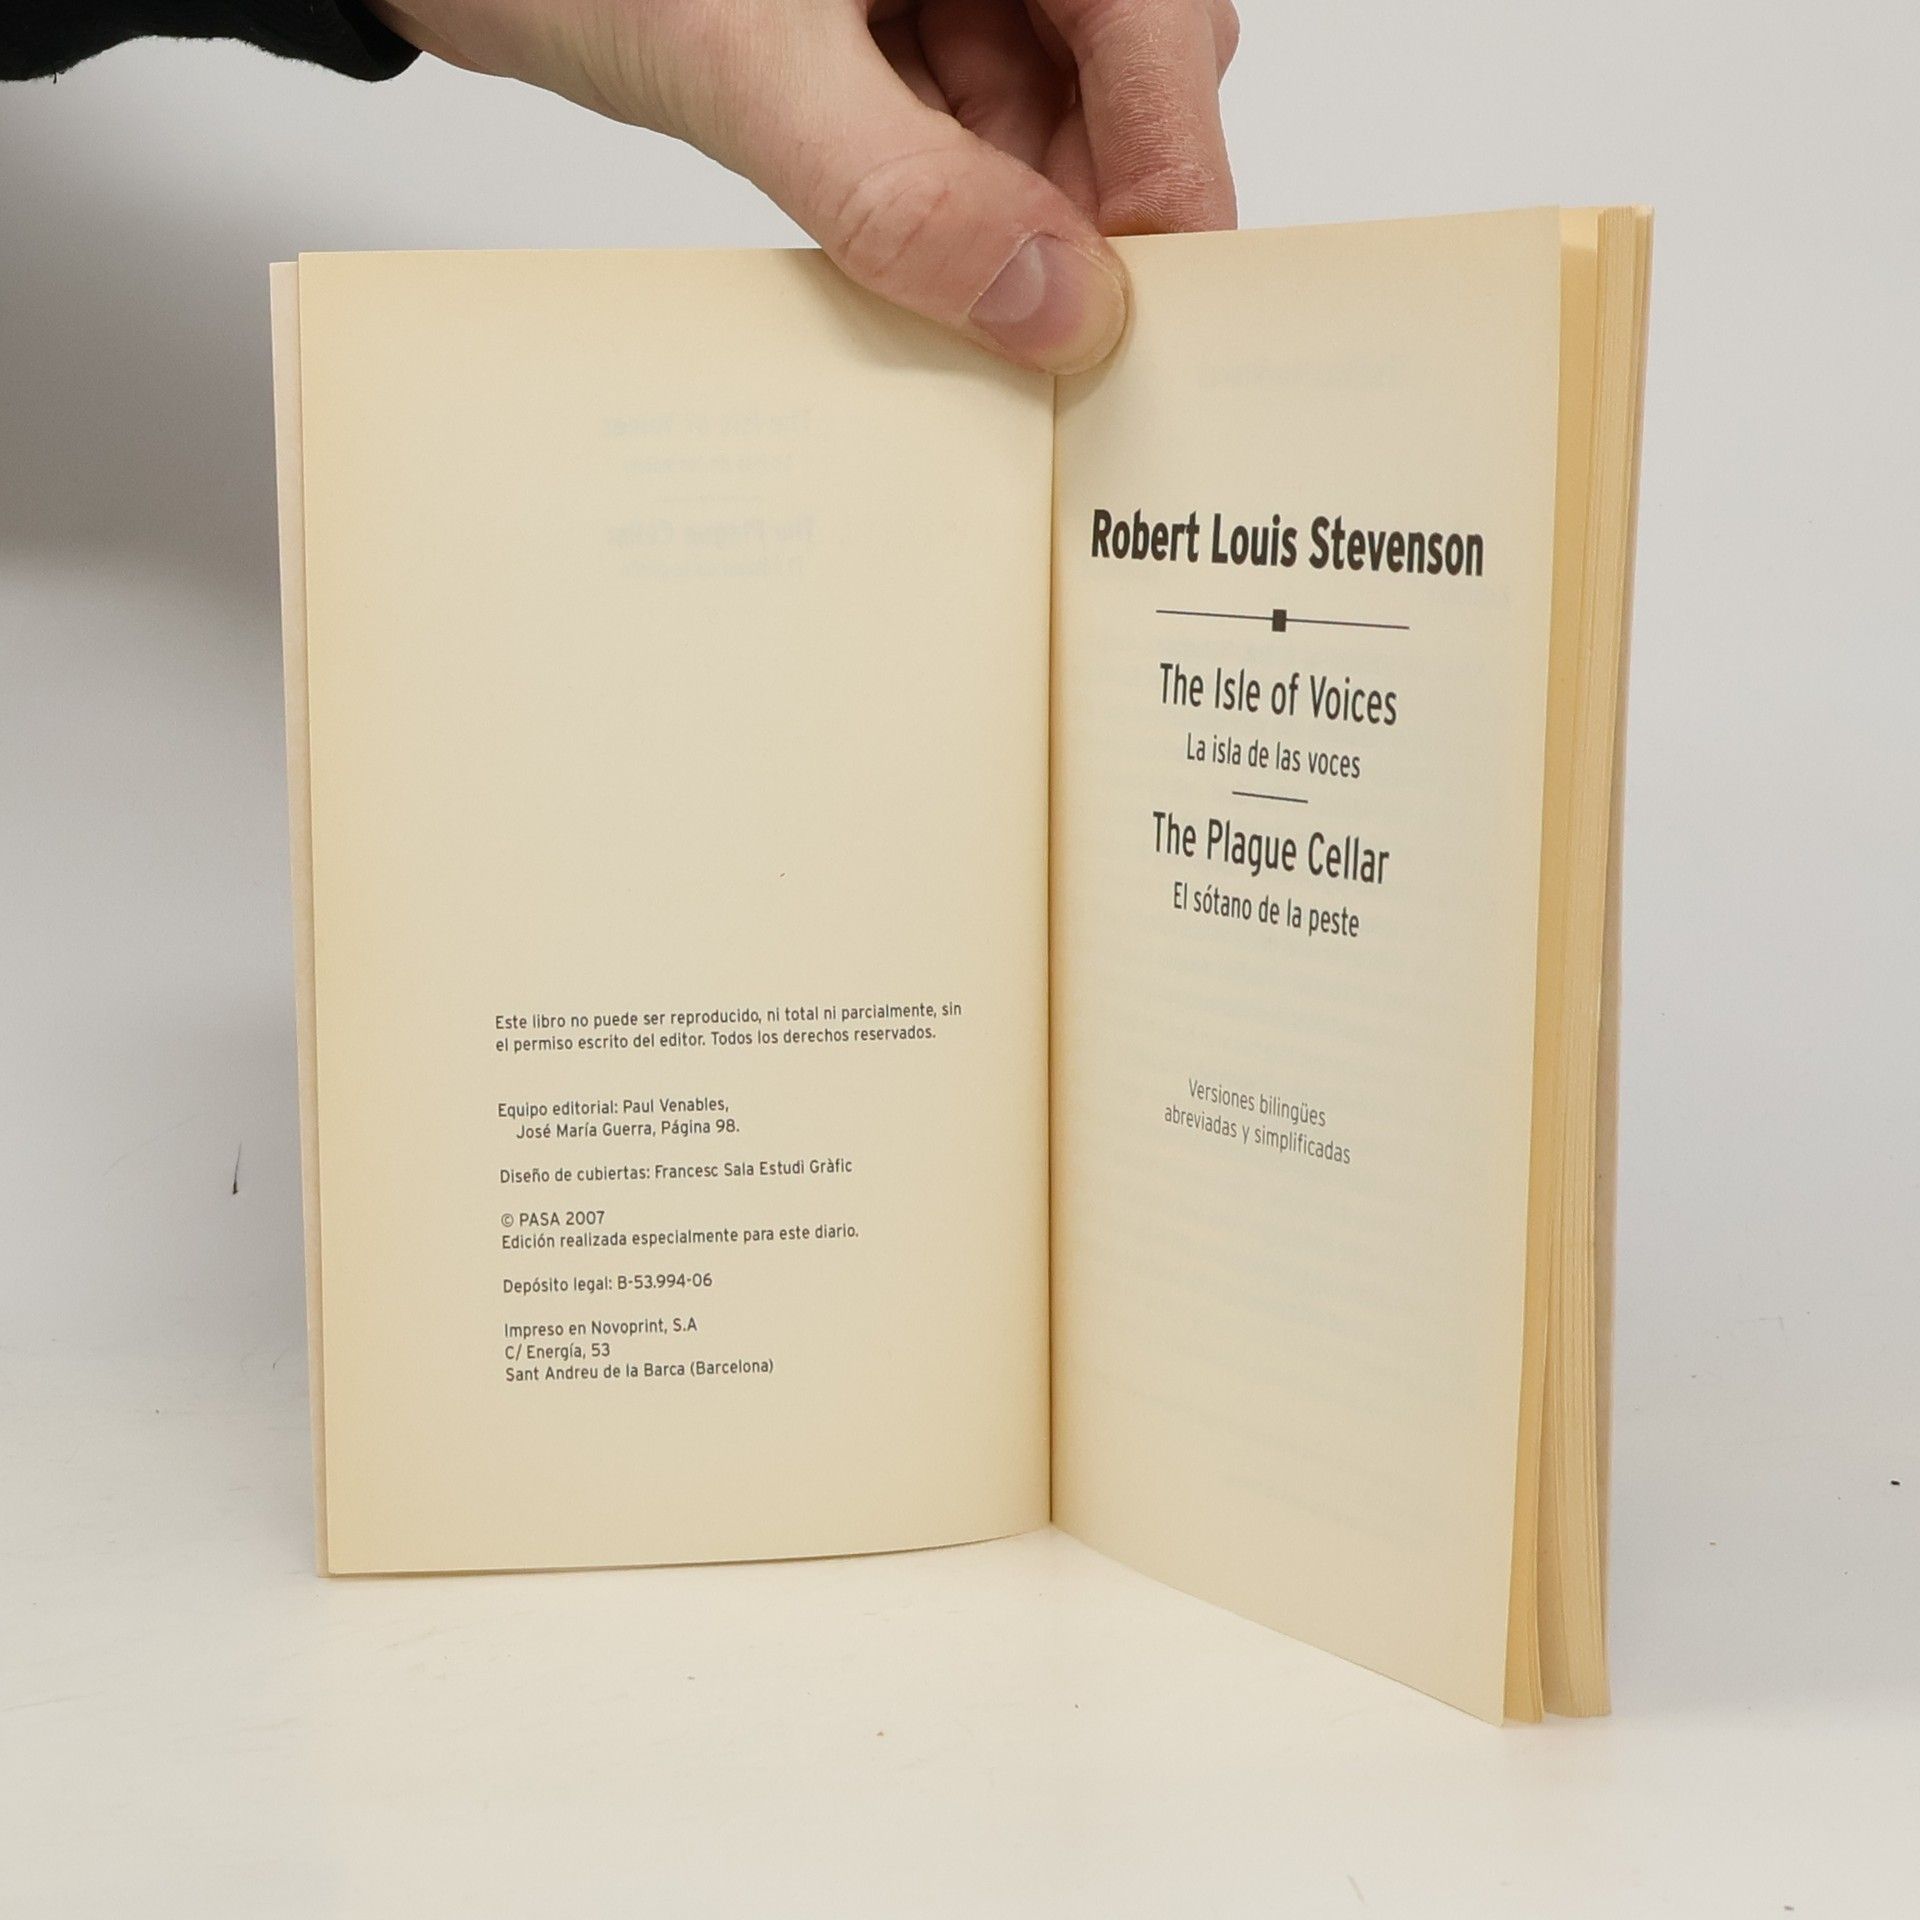 Este libro no puede ser reproducido, ni total ni parcialmente, sin
el permiso escrito del editor. Todos los derechos reservados.
Equipo editorial: Paul Venables,
José María Guerra, Página 98.
Diseño de cubiertas: Francesc Sala Estudi Gràfic
© PASA 2007
Edición realizada especialmente para este diario.
Depósito legal: B-53.994-06
Impreso en Novoprint, S.A
C/ Energía, 53
Sant Andreu de la Barca (Barcelona)
Robert Louis Stevenson
The Isle of Voices
La isla de las voces
The Plague Cellar
El sótano de la peste
Versiones bilingües
abreviadas y simplificadas